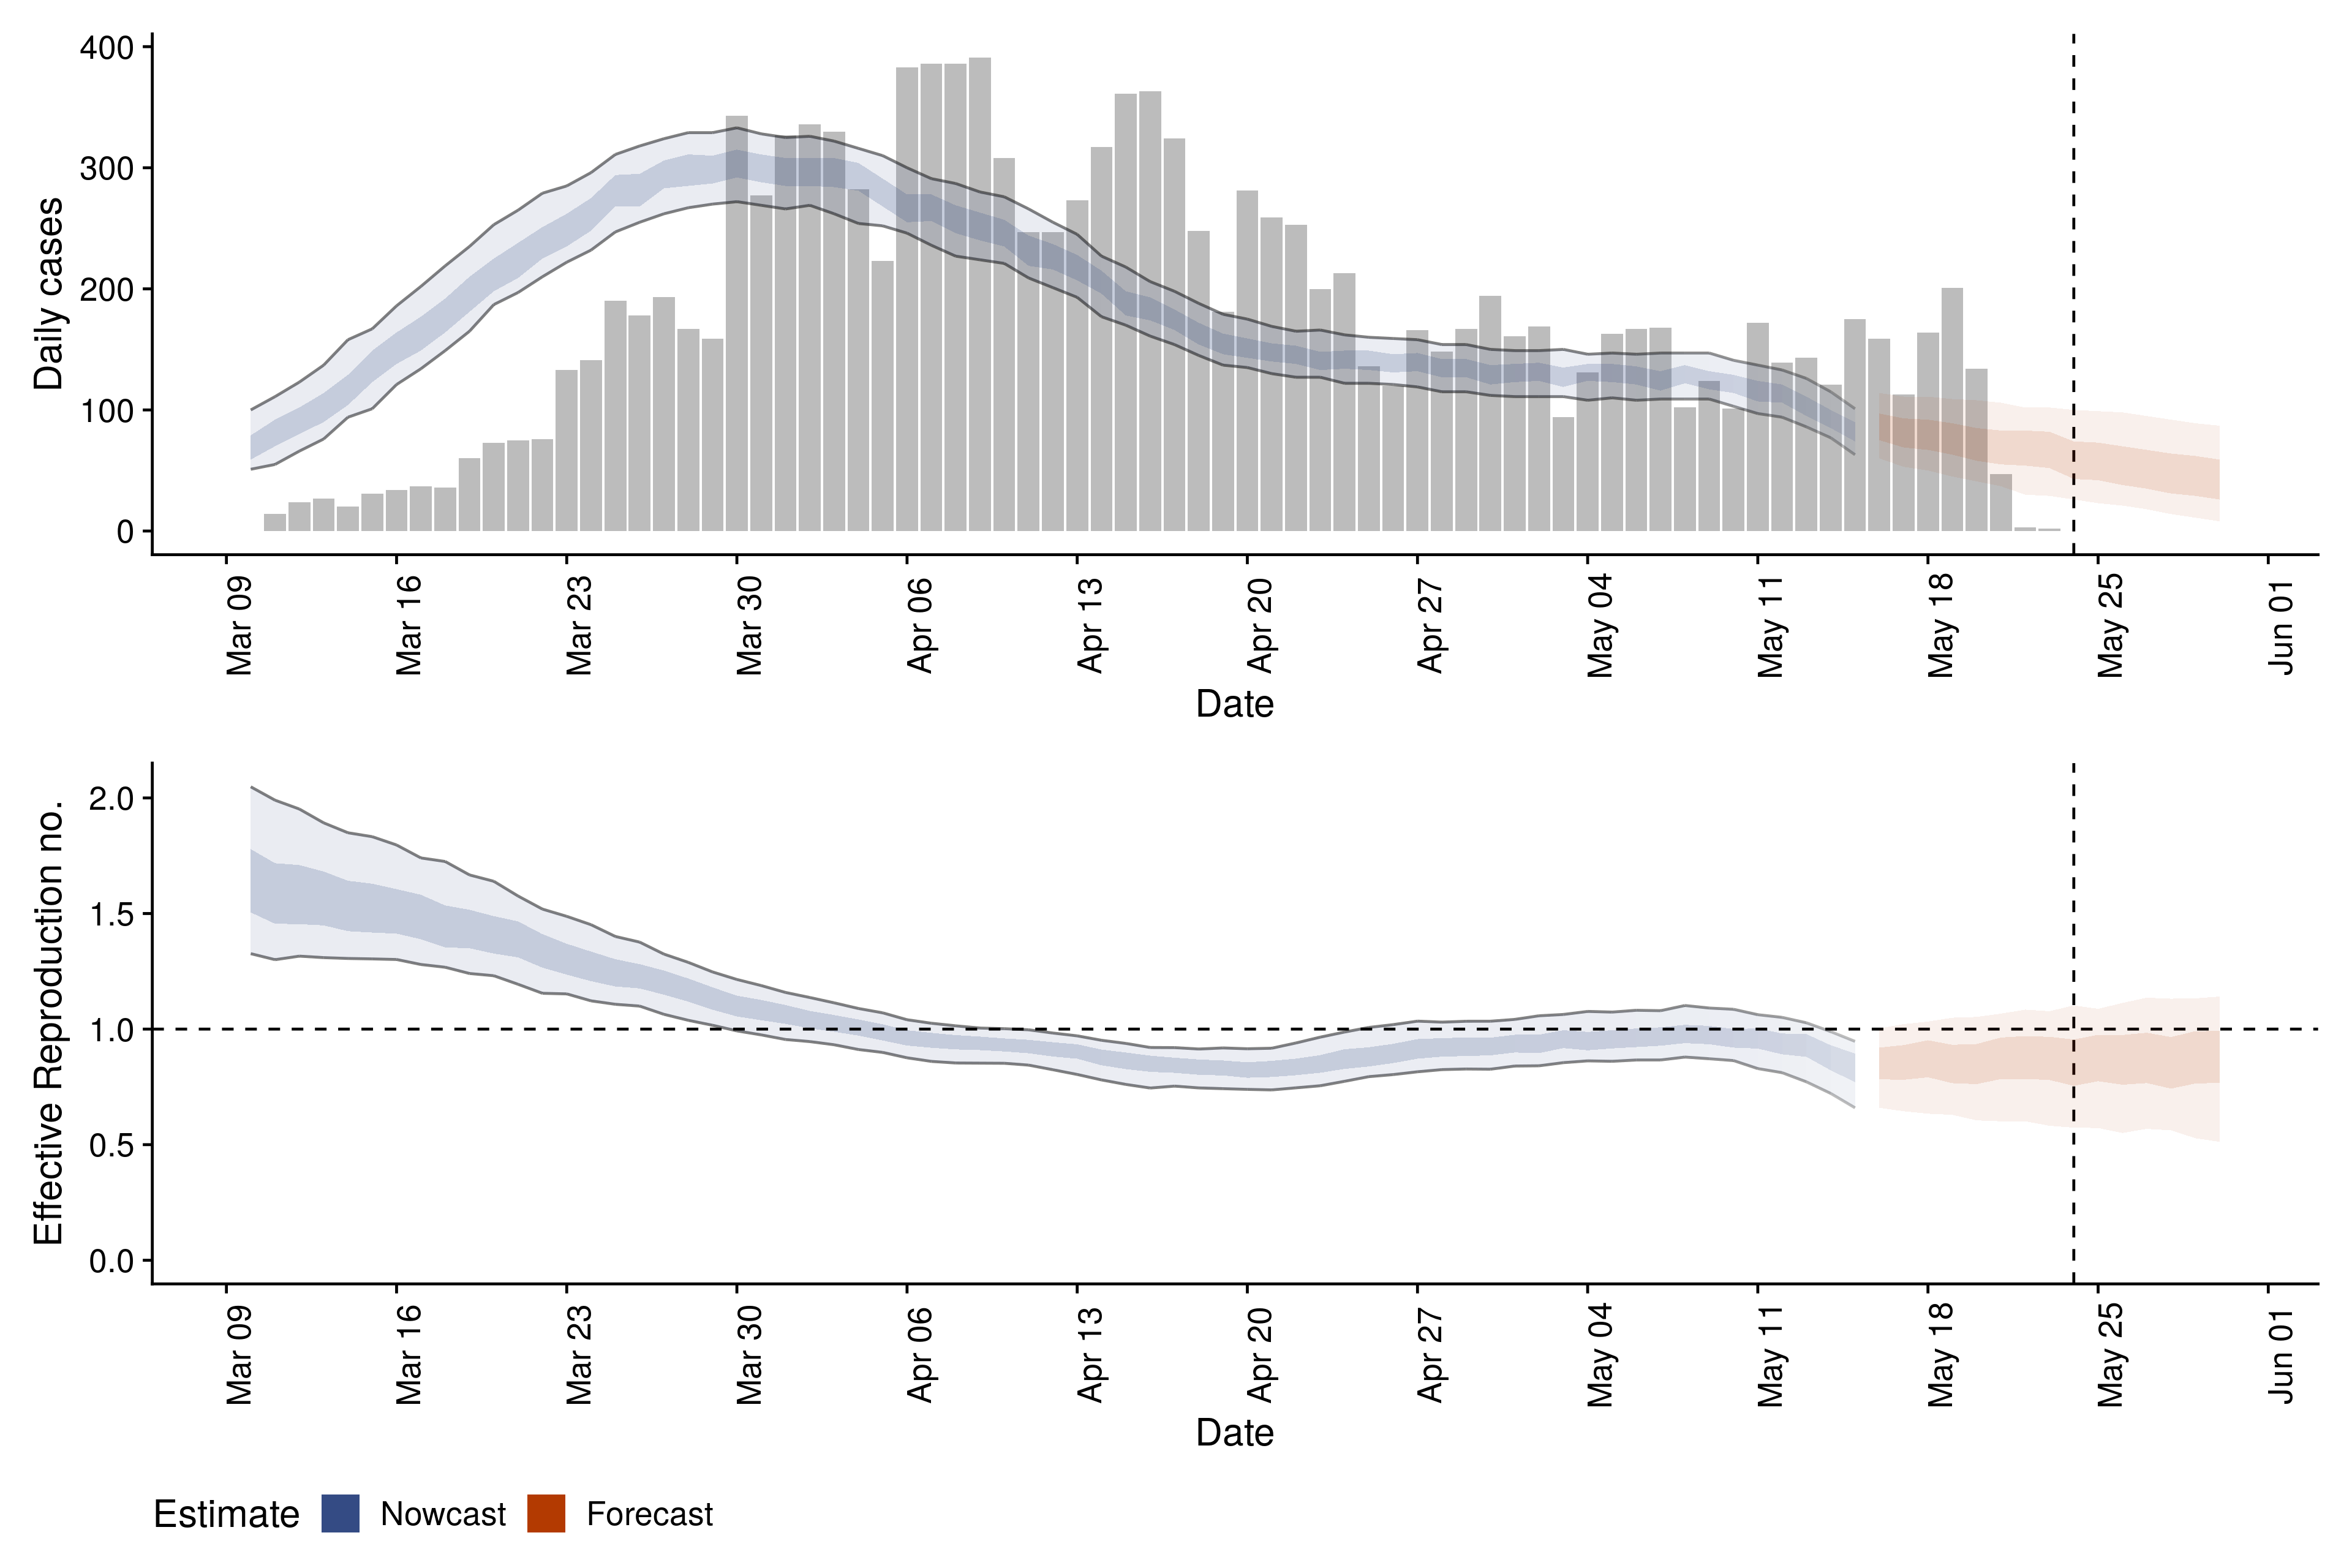 Daily cases
400
300
200
100
0
Mar 09
Mar 16
Mar 23
Mar 30
Apr 06
Apr 13
Apr 20
Apr 27
May 04
May 11
May 18
May 25
Jun 01
Date
Effective Reproduction no.
2.0
1.5
1.0
0.5
0.0
Mar 09
Mar 16
Mar 23
Mar 30
Apr 06
Apr 13
Apr 20
Apr 27
May 04
May 11
May 18
May 25
Jun 01
Date
Estimate Nowcast Forecast